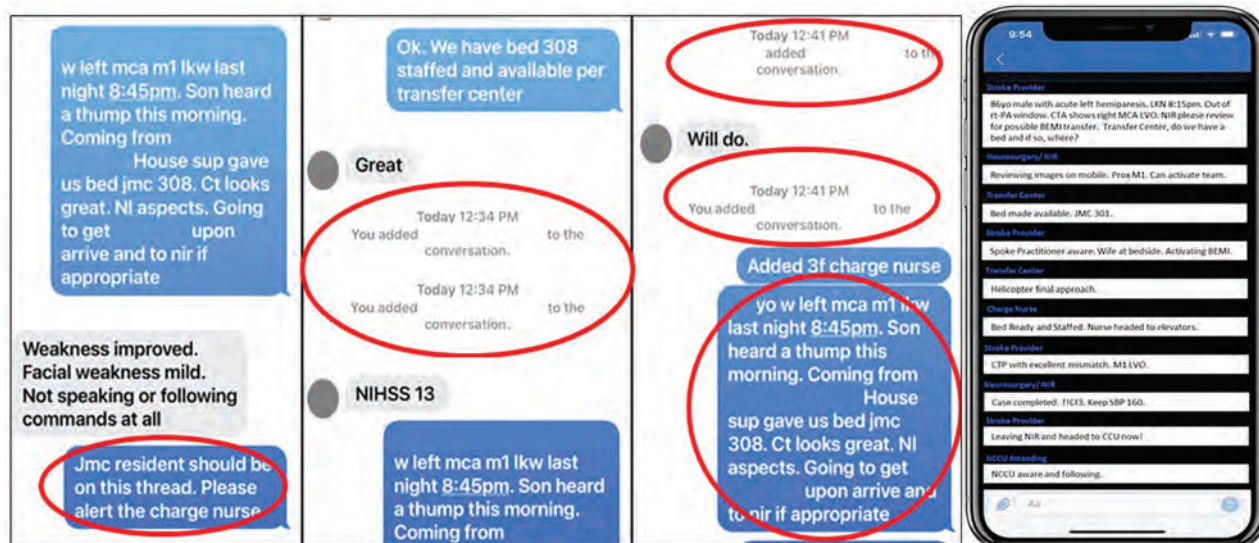 w left mca m1 lkw last
night 8:45pm. Son heard
a thump this morning.
Coming from
House sup gave
us bed jmc 308. Ct looks
great. Nl aspects. Going
to get upon
arrive and to nir if
appropriate
Weakness improved.
Facial weakness mild.
Not speaking or following
commands at all
Jmc resident should be
on this thread. Please
alert the charge nurse
Ok. We have bed 308
staffed and available per
transfer center
Great
Today 12:34 PM
You added to the
conversation.
Today 12:34 PM
You added to the
conversation.
NIHSS 13
w left mca m1 lkw last
night 8:45pm. Son heard
a thump this morning.
Coming from
Today 12:41 PM
added to the
conversation
Will do.
Today 12:41 PM
You added to the
conversation.
Added 3f charge nurse
yo w left mca m1 lkw
last night 8:45pm. Son
heard a thump this
morning. Coming from
House
sup gave us bed jmc
308. Ct looks great. Nl
aspects. Going to get
upon arrive and
to nir if appropriate
9:54
Stroke Provider
86yo male with acute left hemiparesis. LKN 8:15pm. Out of
rt-PA window. CTA shows right MCA LVO. NIR please review
for possible BEMI transfer. Transfer Center, do we have a
bed and if so, where?
Neurosurgery/ NIR
Reviewing images on mobile. Prox M1. Can activate team.
Transfer Center
Bed made available. JMC 301.
Stroke Provider
Spoke Practitioner aware. Wife at bedside. Activating BEMI.
Transfer Center
Helicopter final approach.
Charge Nurse
Bed Ready and Staffed. Nurse headed to elevators.
Stroke Provider
CTP with excellent mismatch. M1 LVO.
Neurosurgery/ NIR
Case completed. TICI3. Keep SBP 160.
Stroke Provider
Leaving NIR and headed to CCU now!
NCCU Attending
NCCU aware and following.
Aa